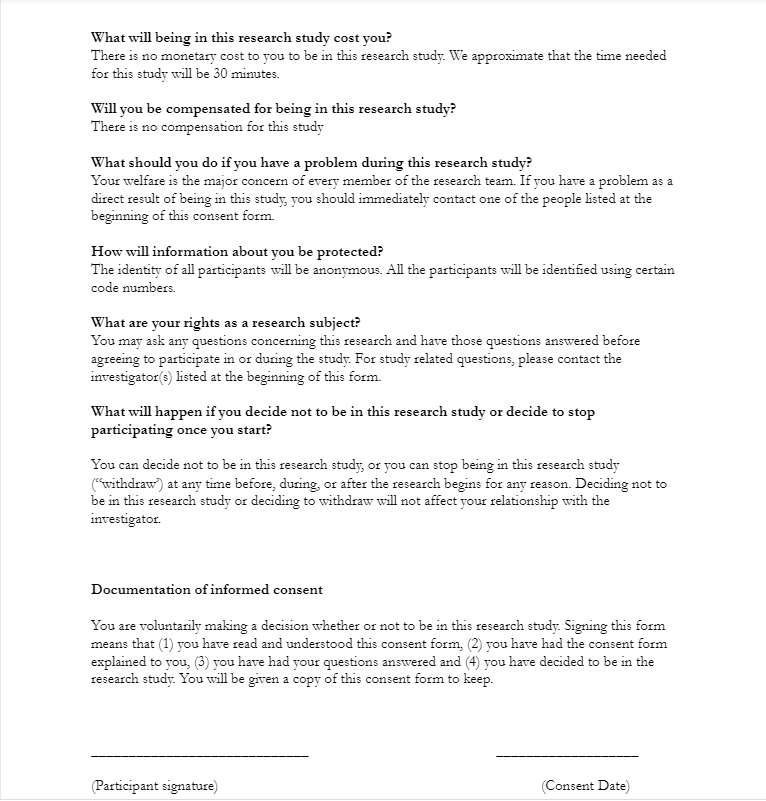 What will being in this research study cost you?
There is no monetary cost to you to be in this research study. We approximate that the time needed
for this study will be 30 minutes.
Will you be compensated for being in this research study?
There is no compensation for this study
What should you do if you have a problem during this research study?
Your welfare is the major concern of every member of the research team. If you have a problem as a
direct result of being in this study, you should immediately contact one of the people listed at the
beginning of this consent form.
How will information about you be protected?
The identity of all participants will be anonymous. All the participants will be identified using certain
code numbers.
What are your rights as a research subject?
You may ask any questions concerning this research and have those questions answered before
agreeing to participate in or during the study. For study related questions, please contact the
investigator(s) listed at the beginning of this form.
What will happen if you decide not to be in this research study or decide to stop
participating once you start?
You can decide not to be in this research study, or you can stop being in this research study
(“withdraw’) at any time before, during, or after the research begins for any reason. Deciding not to
be in this research study or deciding to withdraw will not affect your relationship with the
investigator.
Documentation of informed consent
You are voluntarily making a decision whether or not to be in this research study. Signing this form
means that (1) you have read and understood this consent form, (2) you have had the consent form
explained to you, (3) you have had your questions answered and (4) you have decided to be in the
research study. You will be given a copy of this consent form to keep.
(Participant signature) (Consent Date)